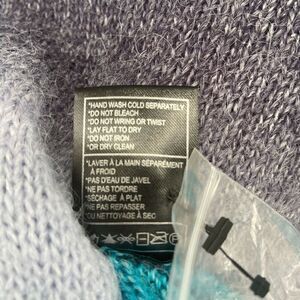 *HAND WASH COLD SEPARATELY
*DO NOT BLEACH
*DO NOT WRING OR TWIST
*LAY FLAT TO DRY
*DO NOT IRON
*OR DRY CLEAN
*LAVER À LA MAIN SÉPARÉMENT
À FROID
*PAS D'EAU DE JAVEL
*NE PAS TORDRE
*SÉCHAGE À PLAT
*NE PAS REPASSER
*OU NETTOYAGE À SEC